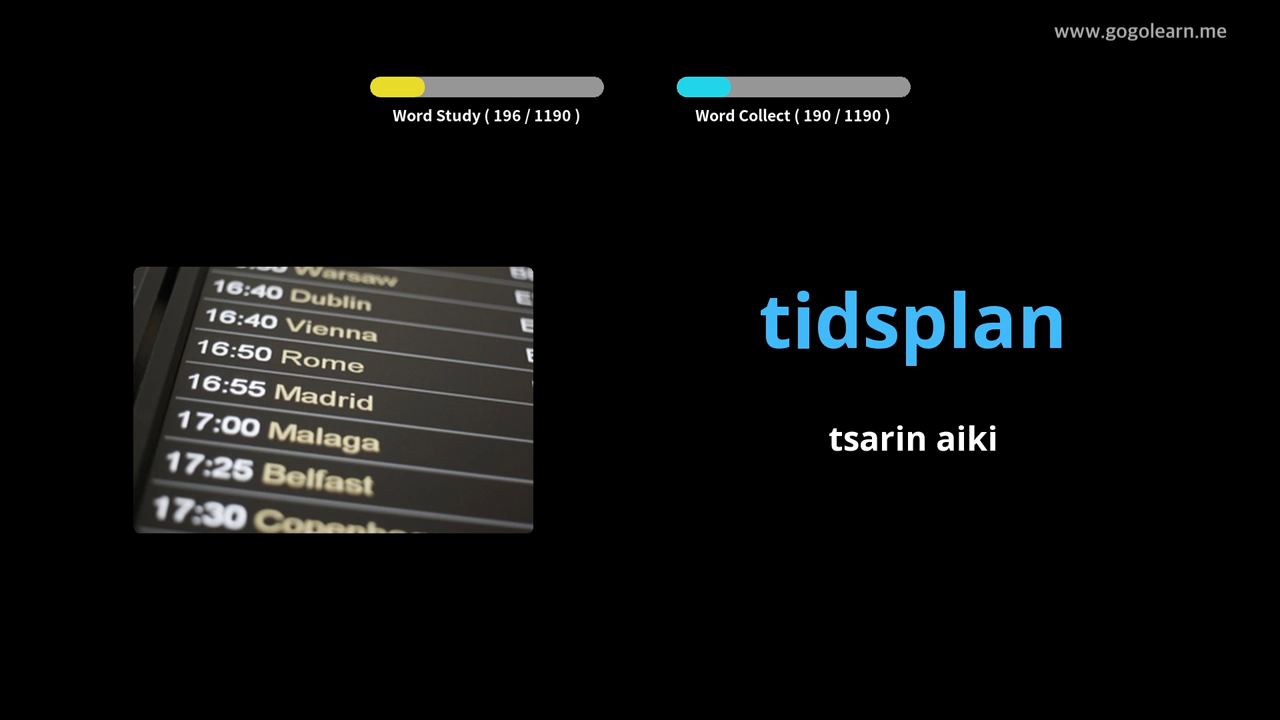 www.gogolearn.me
Word Study ( 196 / 1190 )
Word Collect ( 190 / 1190 )
Warsaw
16:40 Dublin
16:40 Vienna
16:50 Rome
16:55 Madrid
17:00 Malaga
17:25 Belfast
17:30
tidsplan
tsarin aiki